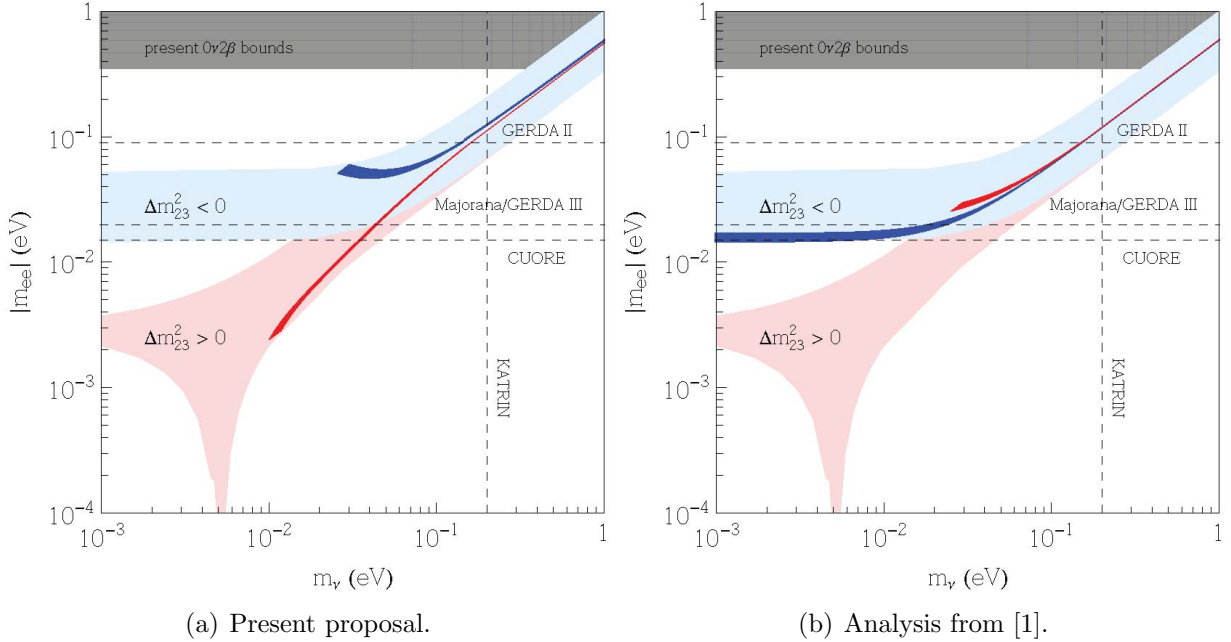 1
present 0ν2β bounds
GERDA II
10⁻¹
Δm²₂₃ < 0
Majorana/GERDA III
10⁻²
CUORE
Δm²₂₃ > 0
10⁻³
KATRIN
10⁻⁴
|mₑₑ| (eV)
10⁻³ 10⁻² 10⁻¹ 1
mᵥ (eV)
(a) Present proposal.
1
present 0ν2β bounds
GERDA II
10⁻¹
Δm²₂₃ < 0
Majorana/GERDA III
10⁻²
CUORE
Δm²₂₃ > 0
10⁻³
KATRIN
10⁻⁴
|mₑₑ| (eV)
10⁻³ 10⁻² 10⁻¹ 1
mᵥ (eV)
(b) Analysis from [1].